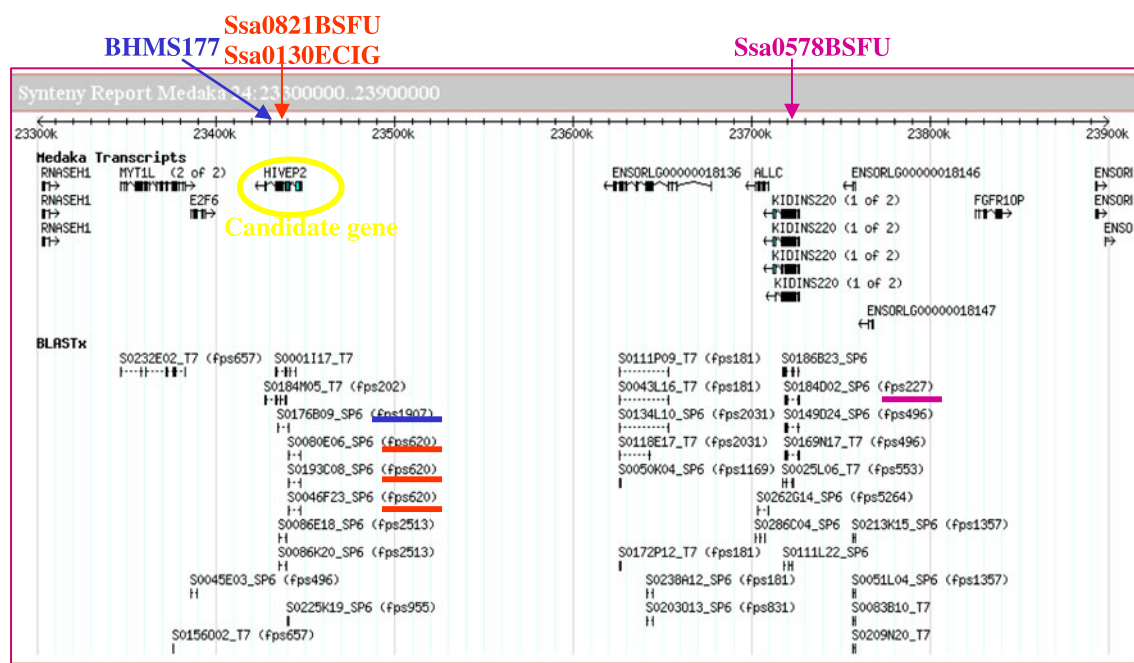 Ssa0821BSFU
BHMS177 Ssa0130ECIG Ssa0578BSFU
Synteny Report Medaka 24:23300000..23900000
23300k 23400k 23500k 23600k 23700k 23800k 23900k
Medaka Transcripts
RNASEH1 MYT1L (2 of 2) HIVEP2 ENSORLG00000018136 ALLC ENSORLG00000018146 ENSORI
RNASEH1 E2F6 KIDINS220 (1 of 2) FGFR1OP ENSORI
RNASEH1 Candidate gene KIDINS220 (1 of 2) ENSO
KIDINS220 (1 of 2)
KIDINS220 (1 of 2)
ENSORLG00000018147
BLASTx
S0232E02_T7 (fps657) S0001I17_T7 S0111P09_T7 (fps181) S0186B23_SP6
S0184M05_T7 (fps202) S0043L16_T7 (fps181) S0184D02_SP6 (fps227)
S0176B09_SP6 (fps1907) S0134L10_SP6 (fps2031) S0149D24_SP6 (fps496)
S0080E06_SP6 (fps620) S0118E17_T7 (fps2031) S0169N17_T7 (fps496)
S0193C08_SP6 (fps620) S0050K04_SP6 (fps1169) S0025L06_T7 (fps553)
S0046F23_SP6 (fps620) S0262G14_SP6 (fps5264)
S0086E18_SP6 (fps2513) S0286C04_SP6 S0213K15_SP6 (fps1357)
S0086K20_SP6 (fps2513) S0172P12_T7 (fps181) S0111L22_SP6
S0045E03_SP6 (fps496) S0238A12_SP6 (fps181) S0051L04_SP6 (fps1357)
S0225K19_SP6 (fps955) S0203O13_SP6 (fps831) S0083B10_T7
S0156O02_T7 (fps657) S0209N20_T7